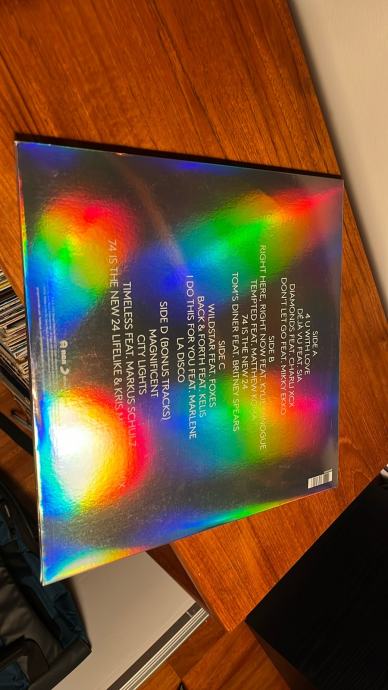 SIDE A
4 U WITH LOVE
DÉJÀ VU FEAT. SIA
DIAMONDS FEAT. CHARLI XCX
DON'T LET GO FEAT. MIKKY EKKO
SIDE B
RIGHT HERE, RIGHT NOW FEAT. KYLIE MINOGUE
TEMPTED FEAT. MATTHEW KOMA
74 IS THE NEW 24
TOM'S DINER FEAT. BRITNEY SPEARS
SIDE C
WILDSTAR FEAT. FOXES
BACK & FORTH FEAT. KELIS
I DO THIS FOR YOU FEAT. MARLENE
LA DISCO
SIDE D (BONUS TRACKS)
MAGNET
CITY LIGHTS
TIMELESS FEAT. MARKUS SCHULZ
74 IS THE NEW 24 LIFELIKE & KRIS
RCA